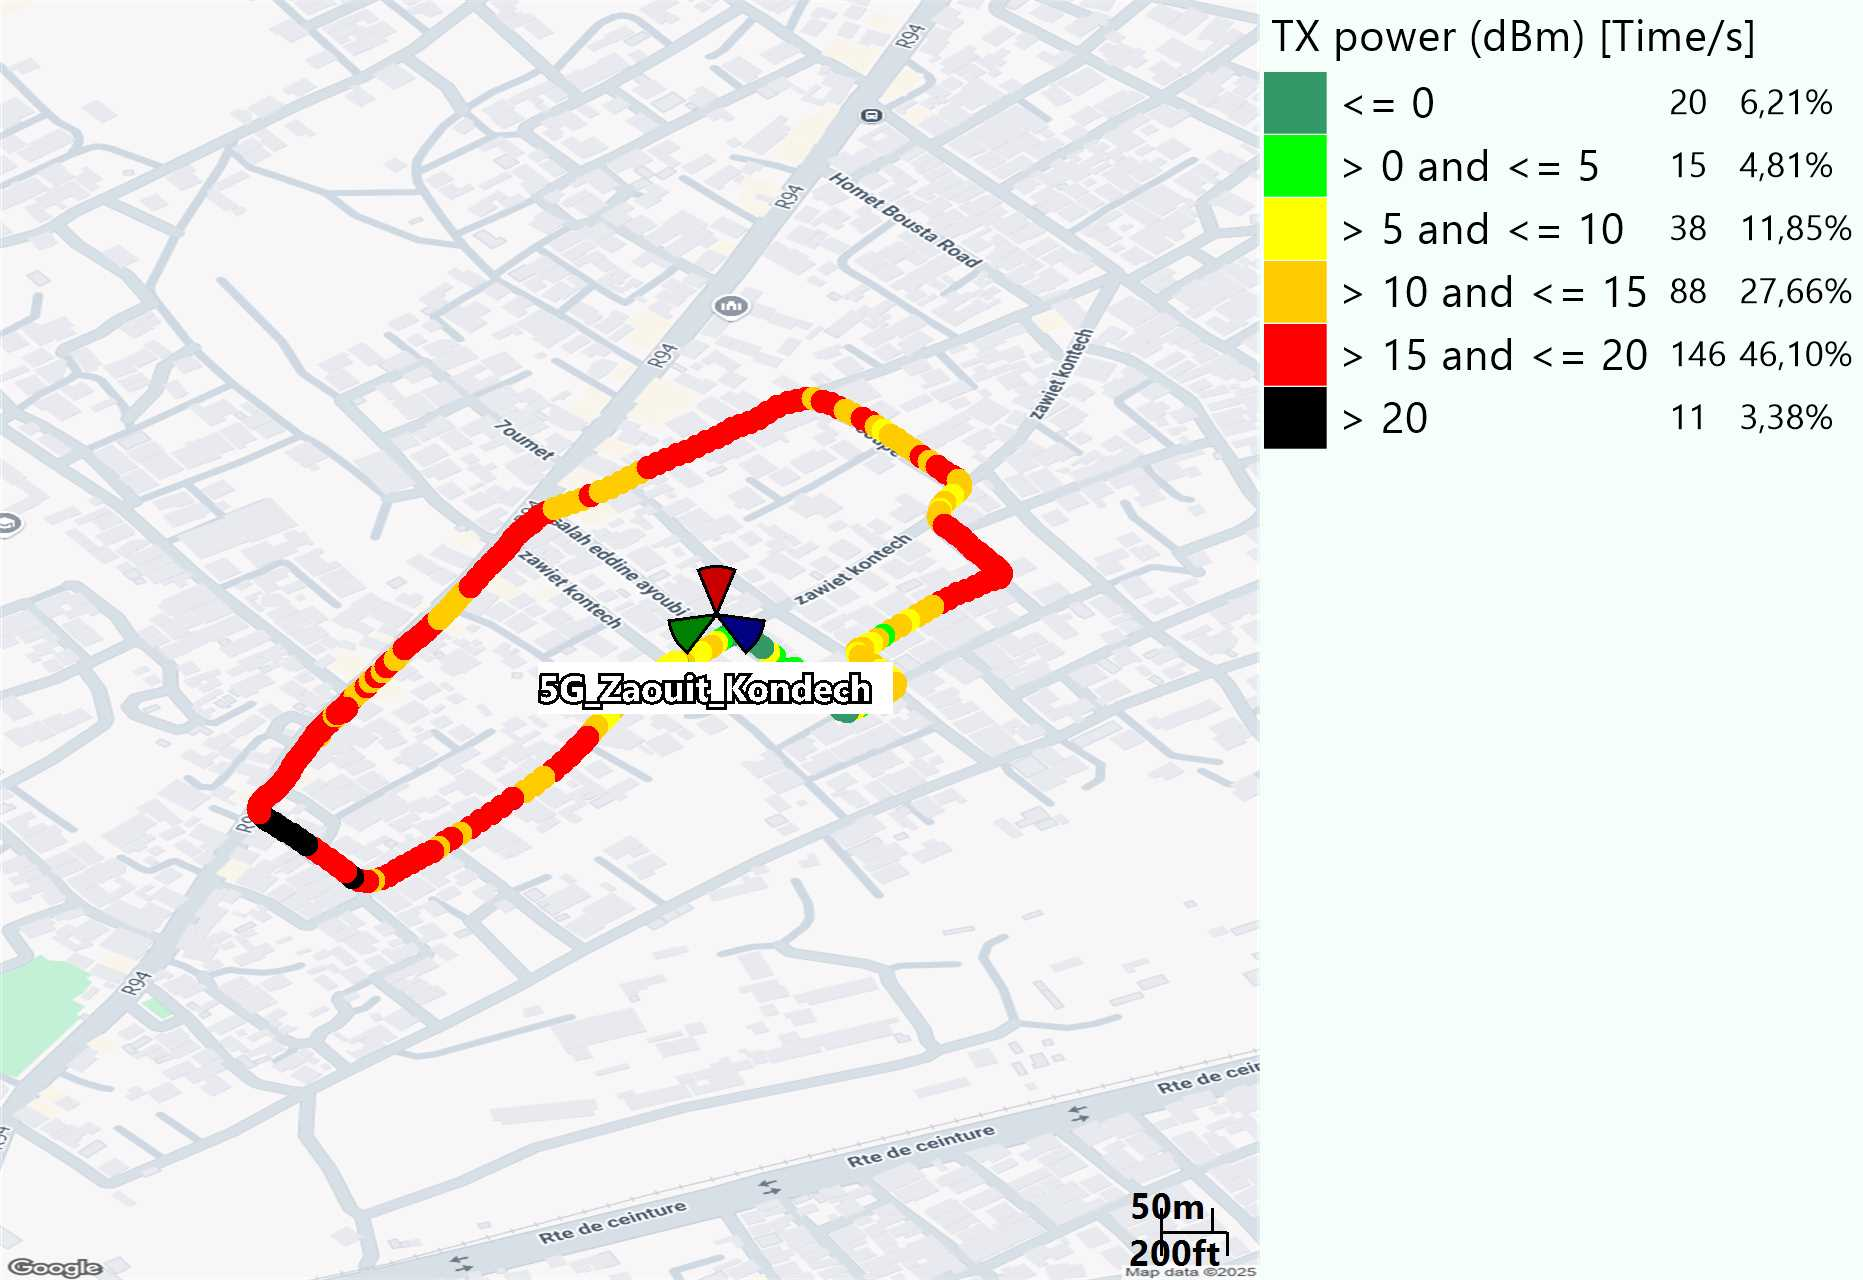 TX power (dBm) [Time/s]
<= 0 20 6,21%
> 0 and <= 5 15 4,81%
> 5 and <= 10 38 11,85%
> 10 and <= 15 88 27,66%
> 15 and <= 20 146 46,10%
> 20 11 3,38%
R94
R94
Homet Bousta Road
R94
zawiet kontech
7oumet
salah eddine ayoubi
zawiet kontech
zawiet kontech
5G_Zaouit_Kondech
R94
Rte de ceinture
Rte de ceinture
50m
200ft
Google
Map data ©2025